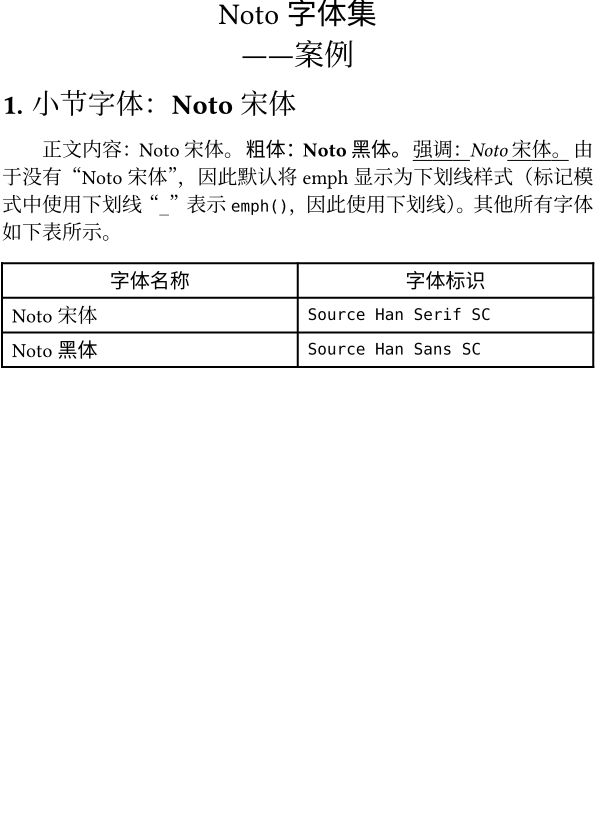 Noto 字体集
——案例
1. 小节字体：Noto 宋体
正文内容：Noto 宋体。粗体：Noto 黑体。强调：Noto 宋体。由
于没有“Noto 宋体”，因此默认将 emph 显示为下划线样式（标记模
式中使用下划线“_”表示 emph()，因此使用下划线）。其他所有字体
如下表所示。
字体名称 字体标识
Noto 宋体 Source Han Serif SC
Noto 黑体 Source Han Sans SC